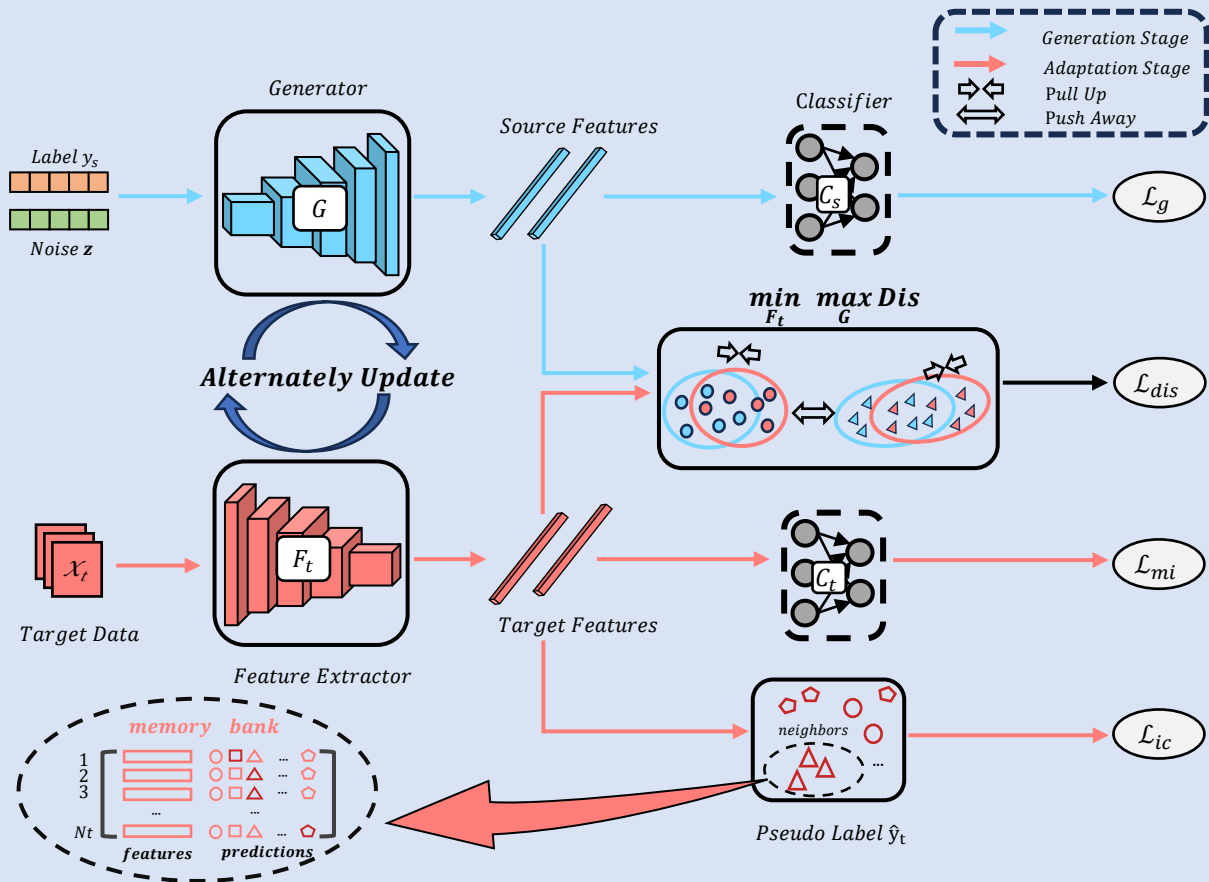 Generation Stage
Adaptation Stage
Pull Up
Push Away
Generator
Classifier
Source Features
Label y_s
Noise z
G
C_s
ℒ_g
min max Dis
F_t G
Alternately Update
ℒ_dis
F_t
𝒳_t
C_t
ℒ_mi
Target Data
Target Features
Feature Extractor
memory bank
neighbors
...
ℒ_ic
1 ...
2 ...
3 ...
... ...
Nt ...
features predictions
Pseudo Label ŷ_t